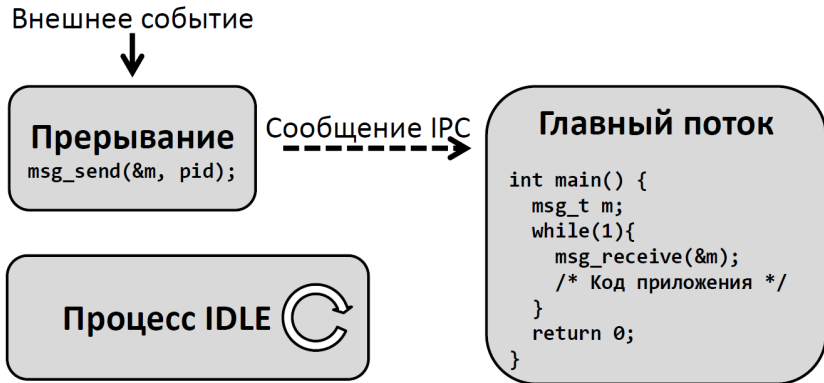 Внешнее событие
Прерывание
msg_send(&m, pid);
Сообщение IPC
Главный поток
int main() {
  msg_t m;
  while(1){
    msg_receive(&m);
    /* Код приложения */
  }
  return 0;
}
Процесс IDLE